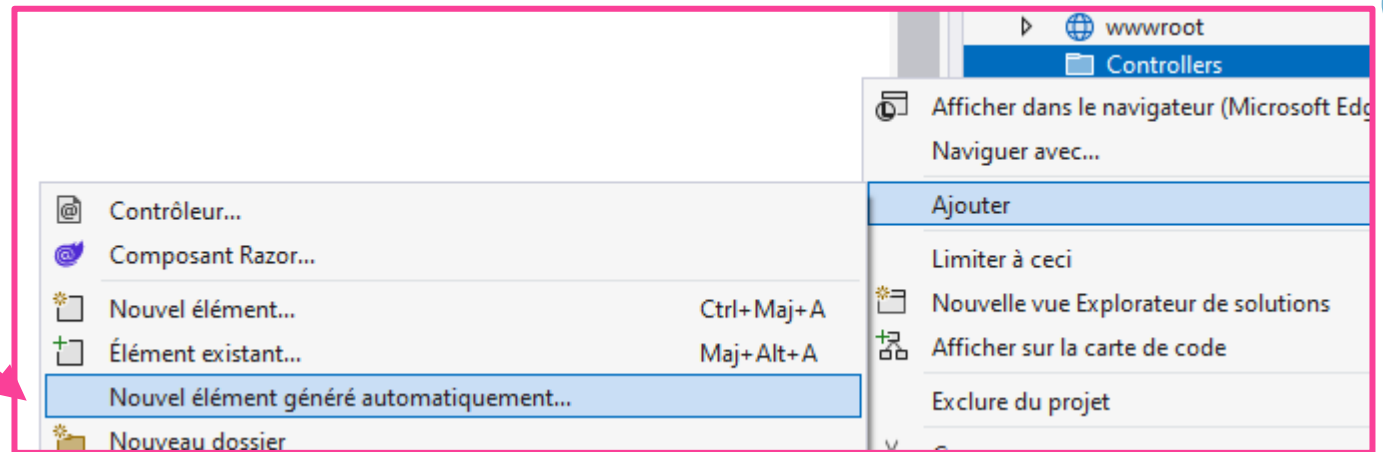 wwwroot
Controllers
Afficher dans le navigateur (Microsoft Edg
Naviguer avec...
Ajouter
Limiter à ceci
Nouvelle vue Explorateur de solutions
Afficher sur la carte de code
Exclure du projet
Contrôleur...
Composant Razor...
Nouvel élément... Ctrl+Maj+A
Élément existant... Maj+Alt+A
Nouvel élément généré automatiquement...
Nouveau dossier